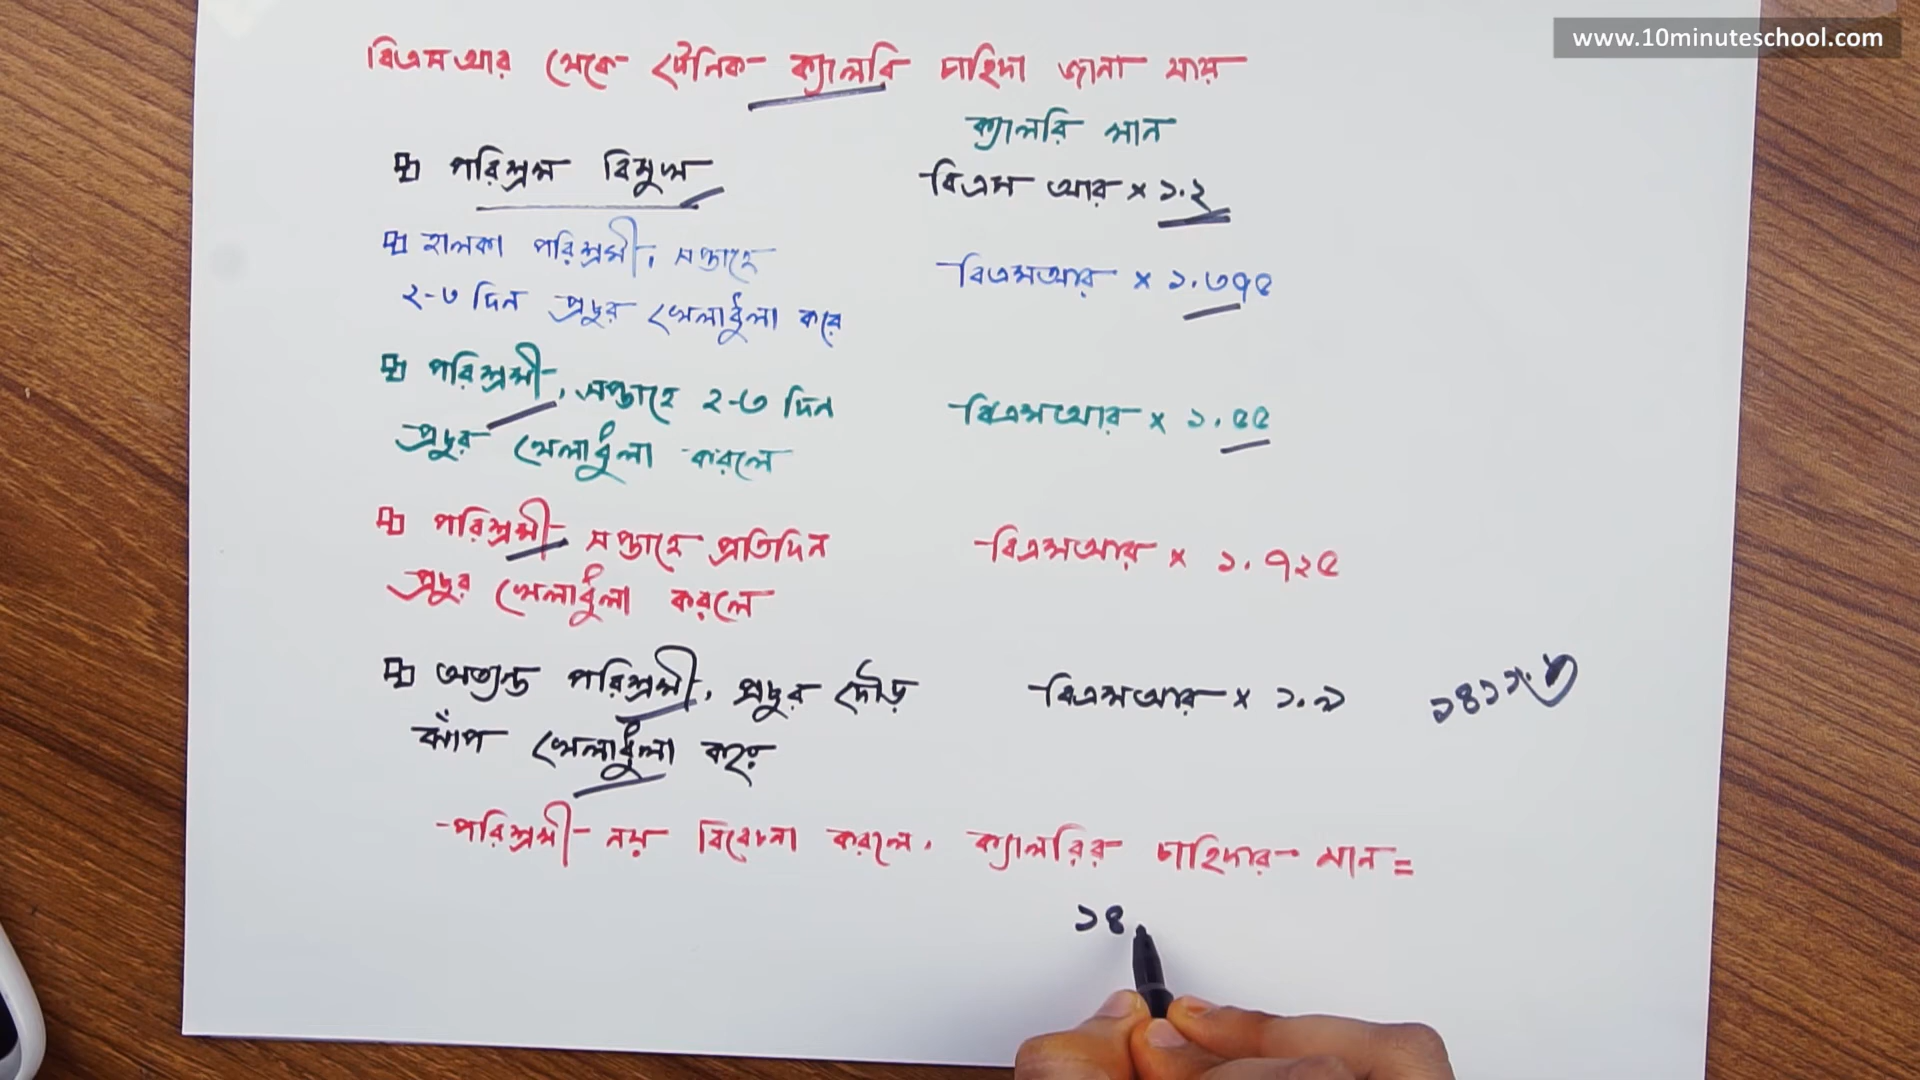 www.10minuteschool.com
বিএমআর থেকে দৈনিক ক্যালরি চাহিদা জানা যায়
ক্যালরি মান
পরিশ্রম বিমুখ
বিএম আর × ১.২
হালকা পরিশ্রমী, সপ্তাহে
২-৩ দিন প্রচুর খেলাধুলা করে
বিএমআর × ১.৩৭৫
পরিশ্রমী, সপ্তাহে ২-৩ দিন
প্রচুর খেলাধুলা করলে
বিএমআর × ১.৫৫
পরিশ্রমী সপ্তাহে প্রতিদিন
প্রচুর খেলাধুলা করলে
বিএমআর × ১.৭২৫
অত্যন্ত পরিশ্রমী, প্রচুর দৌড়
ঝাঁপ খেলাধুলা করে
বিএমআর × ১.৯
পরিশ্রমী নয় বিবেচনা করলে, ক্যালরির চাহিদার মান =
১৪